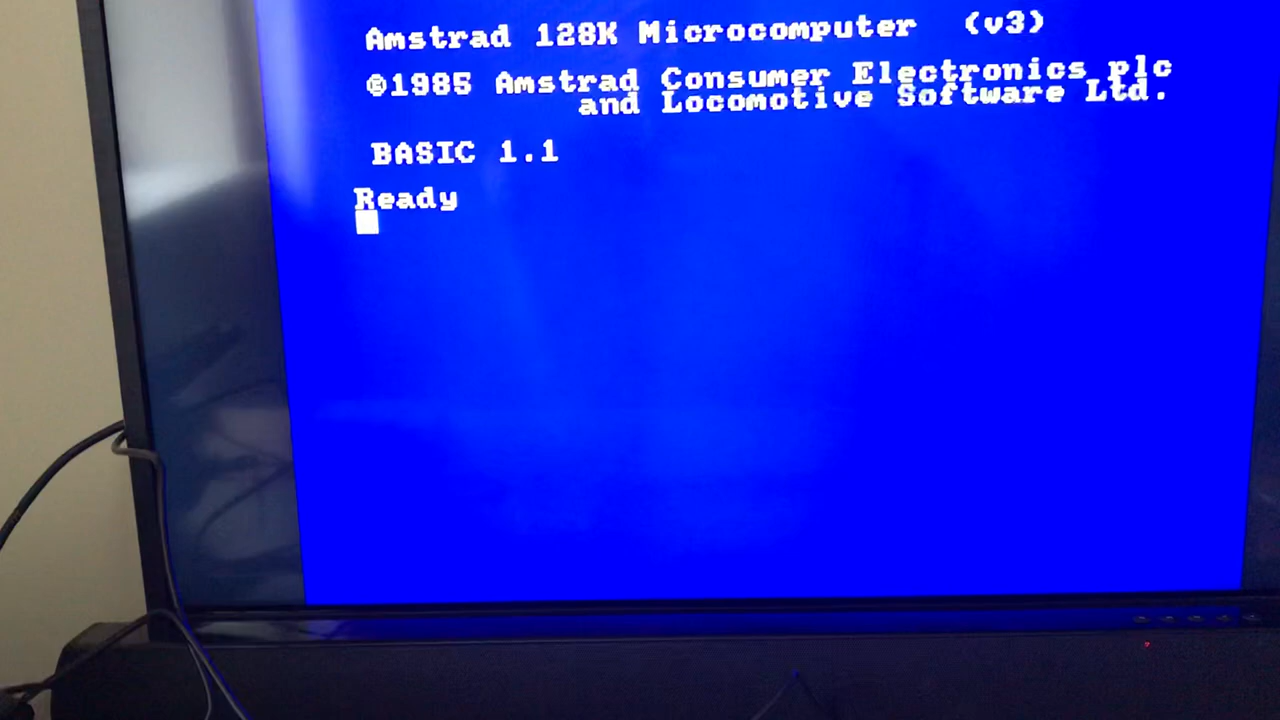 Amstrad 128K Microcomputer (v3)
©1985 Amstrad Consumer Electronics plc
and Locomotive Software Ltd.
BASIC 1.1
Ready